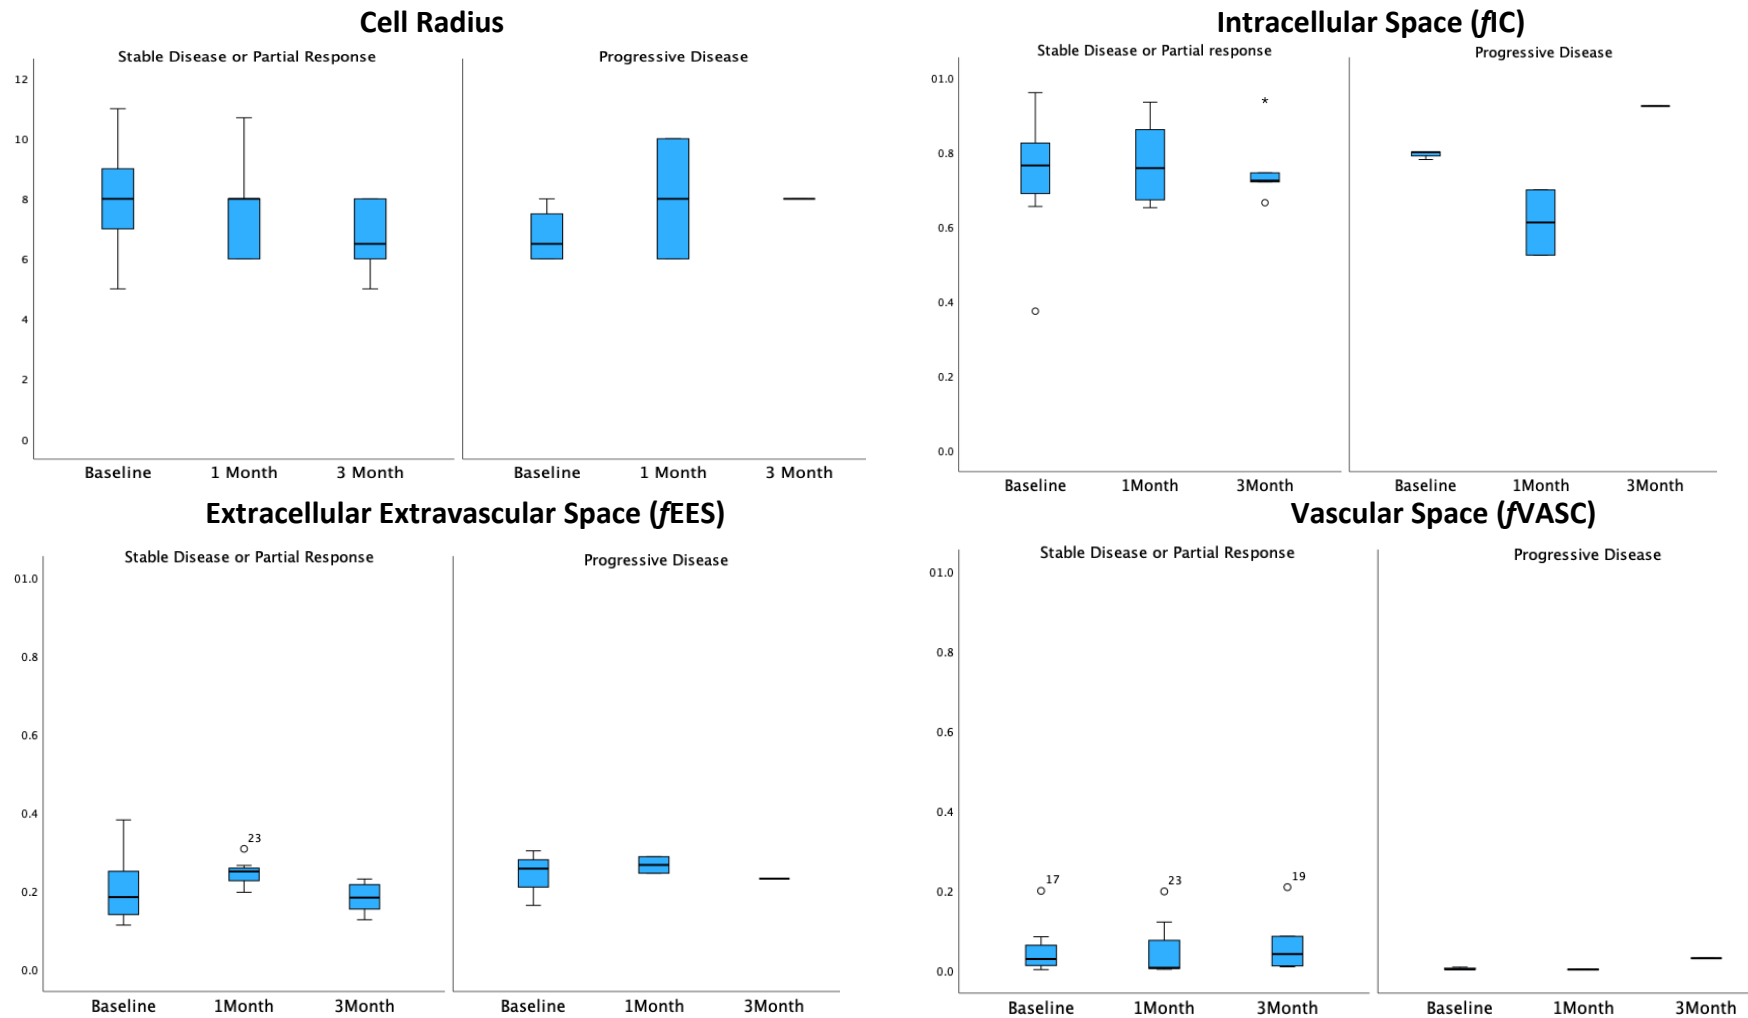 Cell Radius
Stable Disease or Partial Response
Progressive Disease
12
10
8
6
4
2
0
Baseline
1 Month
3 Month
Baseline
1 Month
3 Month
Intracellular Space (fIC)
Stable Disease or Partial response
Progressive Disease
01.0
0.8
0.6
0.4
0.2
0.0
*
Baseline
1Month
3Month
Baseline
1Month
3Month
Extracellular Extravascular Space (fEES)
Stable Disease or Partial Response
Progressive Disease
01.0
0.8
0.6
0.4
0.2
0.0
23
Baseline
1Month
3Month
Baseline
1Month
3Month
Vascular Space (fVASC)
Stable Disease or Partial Response
Progressive Disease
01.0
0.8
0.6
0.4
0.2
0.0
17
23
19
Baseline
1Month
3Month
Baseline
1Month
3Month